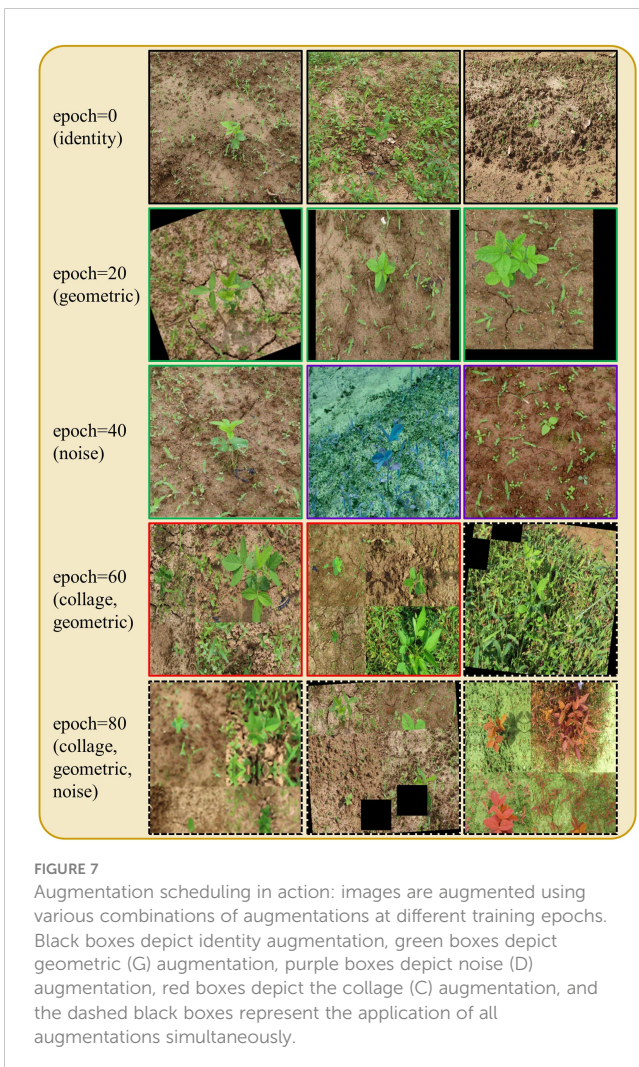 epoch=0
(identity)
epoch=20
(geometric)
epoch=40
(noise)
epoch=60
(collage,
geometric)
epoch=80
(collage,
geometric,
noise)
FIGURE 7
Augmentation scheduling in action: images are augmented using
various combinations of augmentations at different training epochs.
Black boxes depict identity augmentation, green boxes depict
geometric (G) augmentation, purple boxes depict noise (D)
augmentation, red boxes depict the collage (C) augmentation, and
the dashed black boxes represent the application of all
augmentations simultaneously.